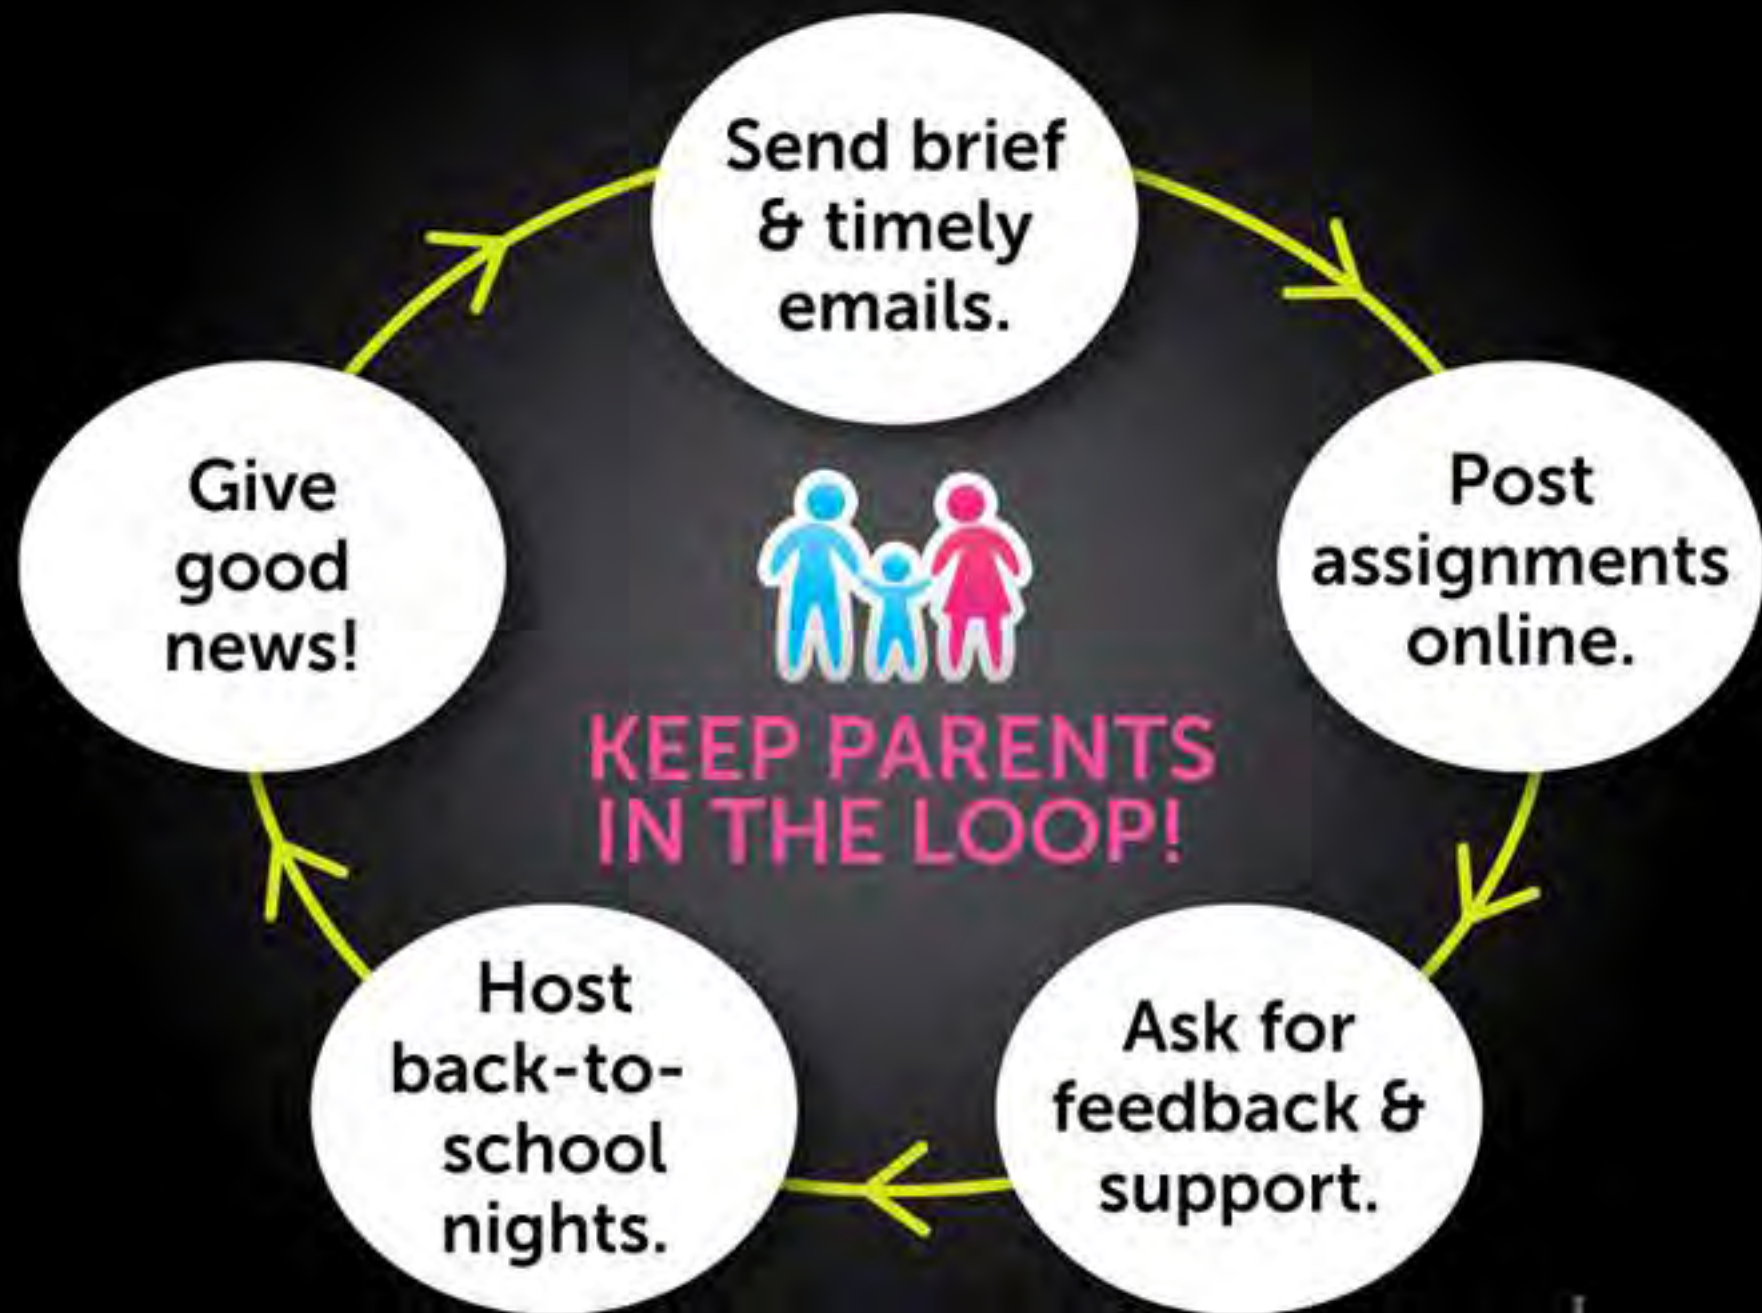 Send brief
& timely
emails.
Post
assignments
online.
Ask for
feedback &
support.
Host
back-to-
school
nights.
Give
good
news!
KEEP PARENTS
IN THE LOOP!